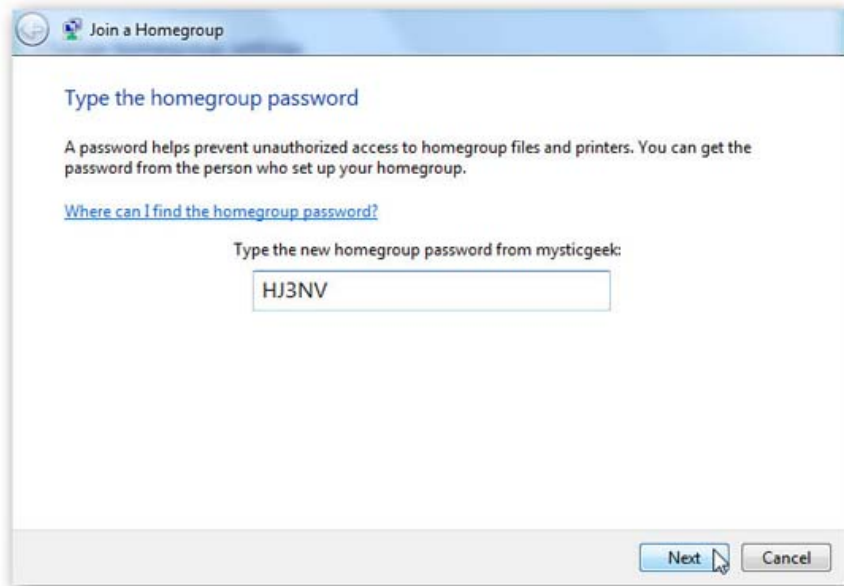 Join a Homegroup
Type the homegroup password
A password helps prevent unauthorized access to homegroup files and printers. You can get the
password from the person who set up your homegroup.
Where can I find the homegroup password?
Type the new homegroup password from mysticgeek:
HJ3NV
Next
Cancel